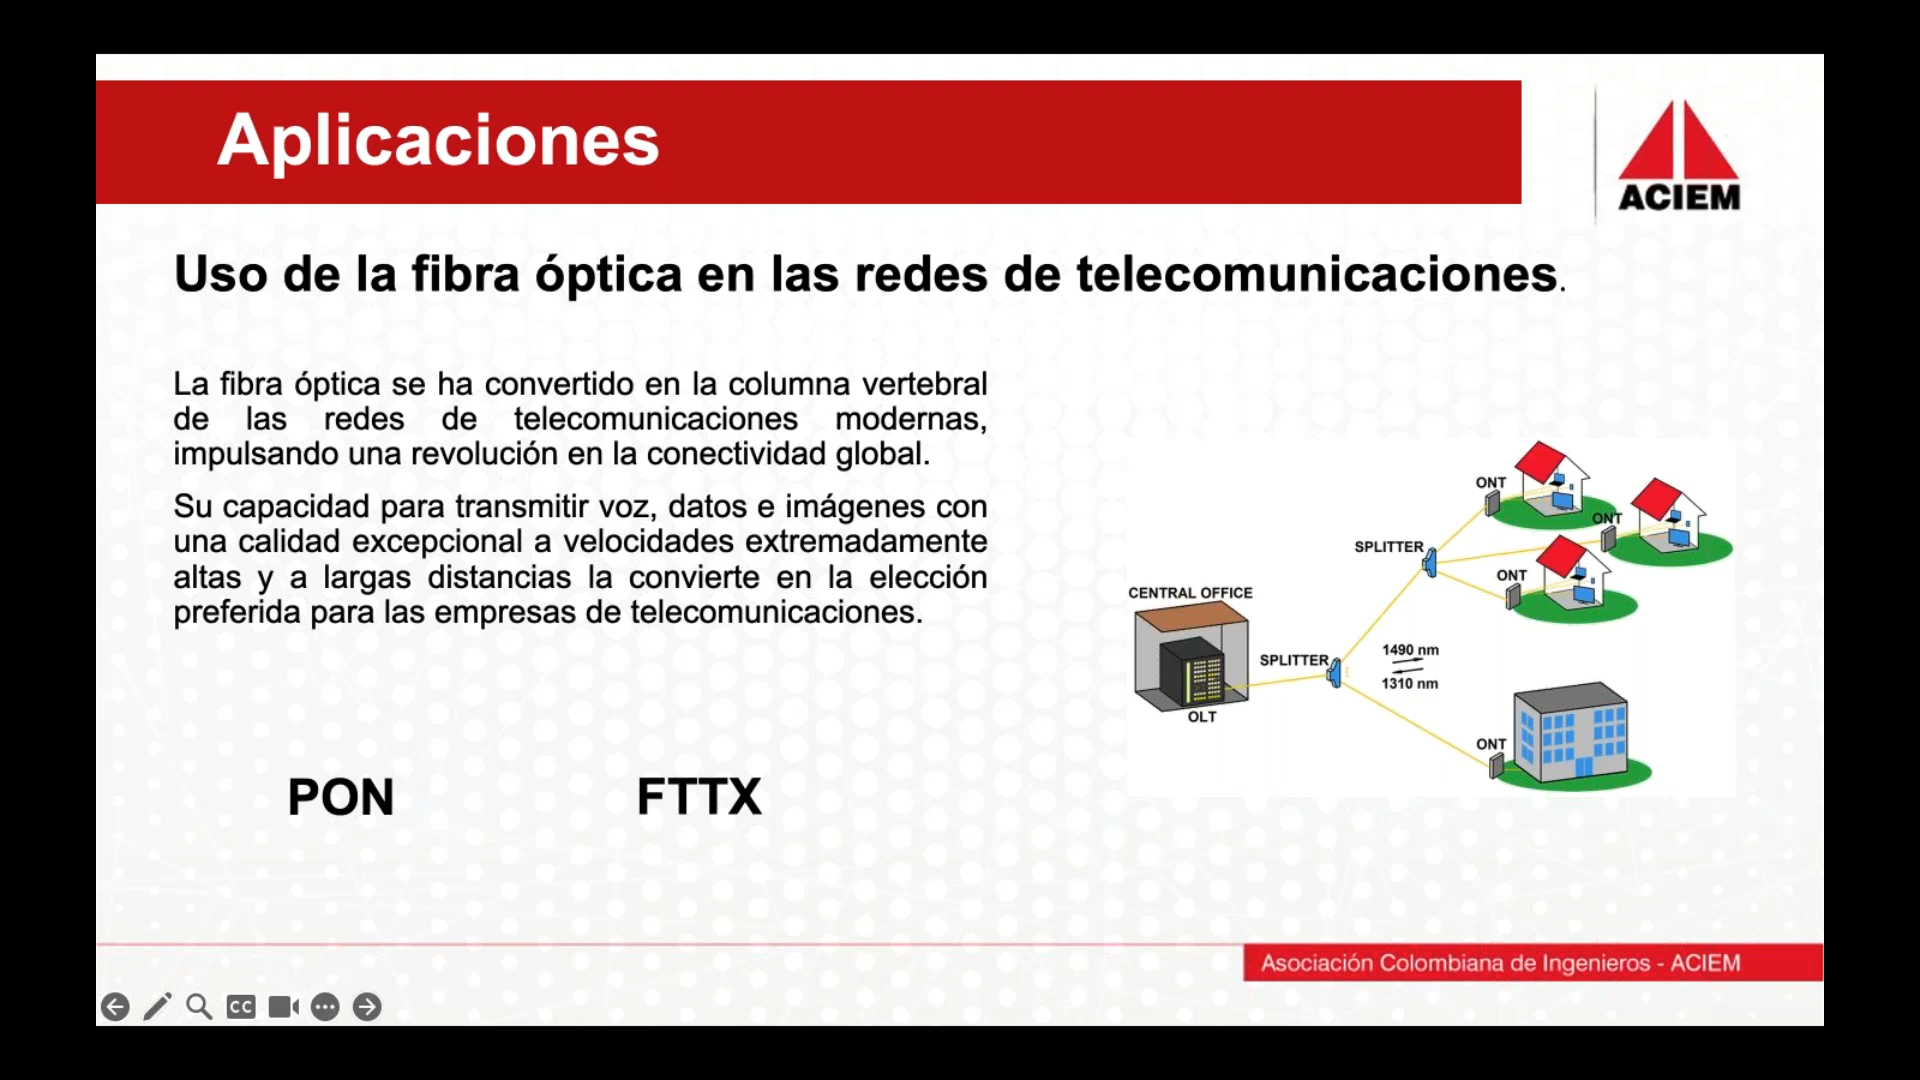 Aplicaciones
ACIEM
Uso de la fibra óptica en las redes de telecomunicaciones.
La fibra óptica se ha convertido en la columna vertebral
de las redes de telecomunicaciones modernas,
impulsando una revolución en la conectividad global.
Su capacidad para transmitir voz, datos e imágenes con
una calidad excepcional a velocidades extremadamente
altas y a largas distancias la convierte en la elección
preferida para las empresas de telecomunicaciones.
PON
FTTX
ONT
ONT
SPLITTER
ONT
CENTRAL OFFICE
SPLITTER
1490 nm
1310 nm
OLT
ONT
Asociación Colombiana de Ingenieros - ACIEM
CC